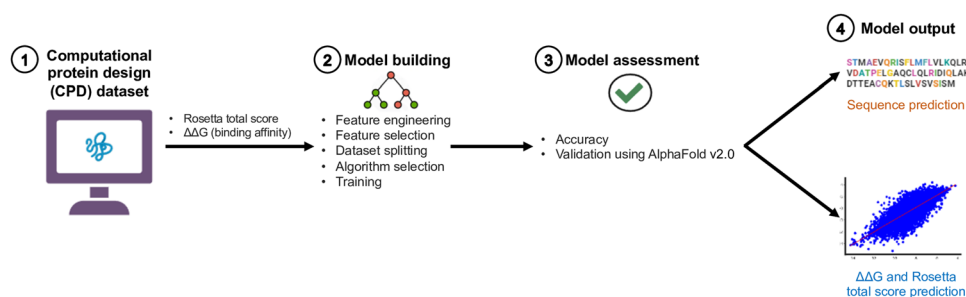 1
Computational
protein design
(CPD) dataset
• Rosetta total score
• ΔΔG (binding affinity)
2
Model building
• Feature engineering
• Feature selection
• Dataset splitting
• Algorithm selection
• Training
3
Model assessment
• Accuracy
• Validation using AlphaFold v2.0
4
Model output
STMAEVQRISFLMFLVLKQLR
VDATPELGAQCLQLRIDIQLAK
DTTEACQKTLSLVSVSISM
Sequence prediction
ΔΔG and Rosetta
total score prediction